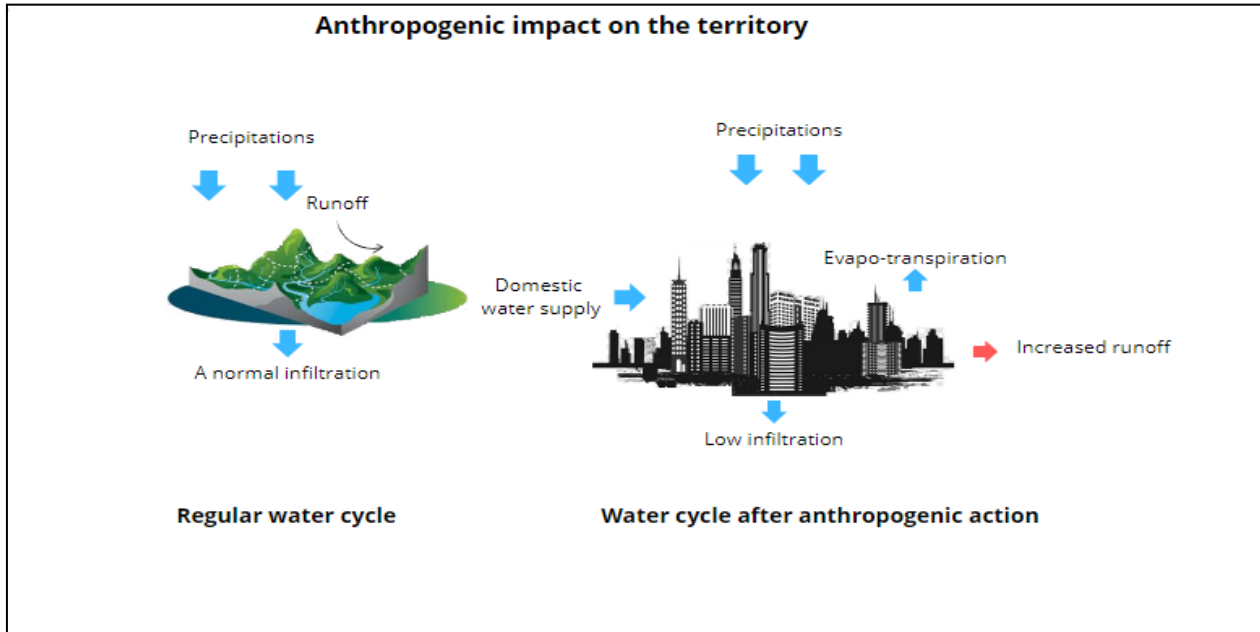 Anthropogenic impact on the territory
Precipitations
Runoff
A normal infiltration
Regular water cycle
Precipitations
Domestic
water supply
Evapo-transpiration
Increased runoff
Low infiltration
Water cycle after anthropogenic action